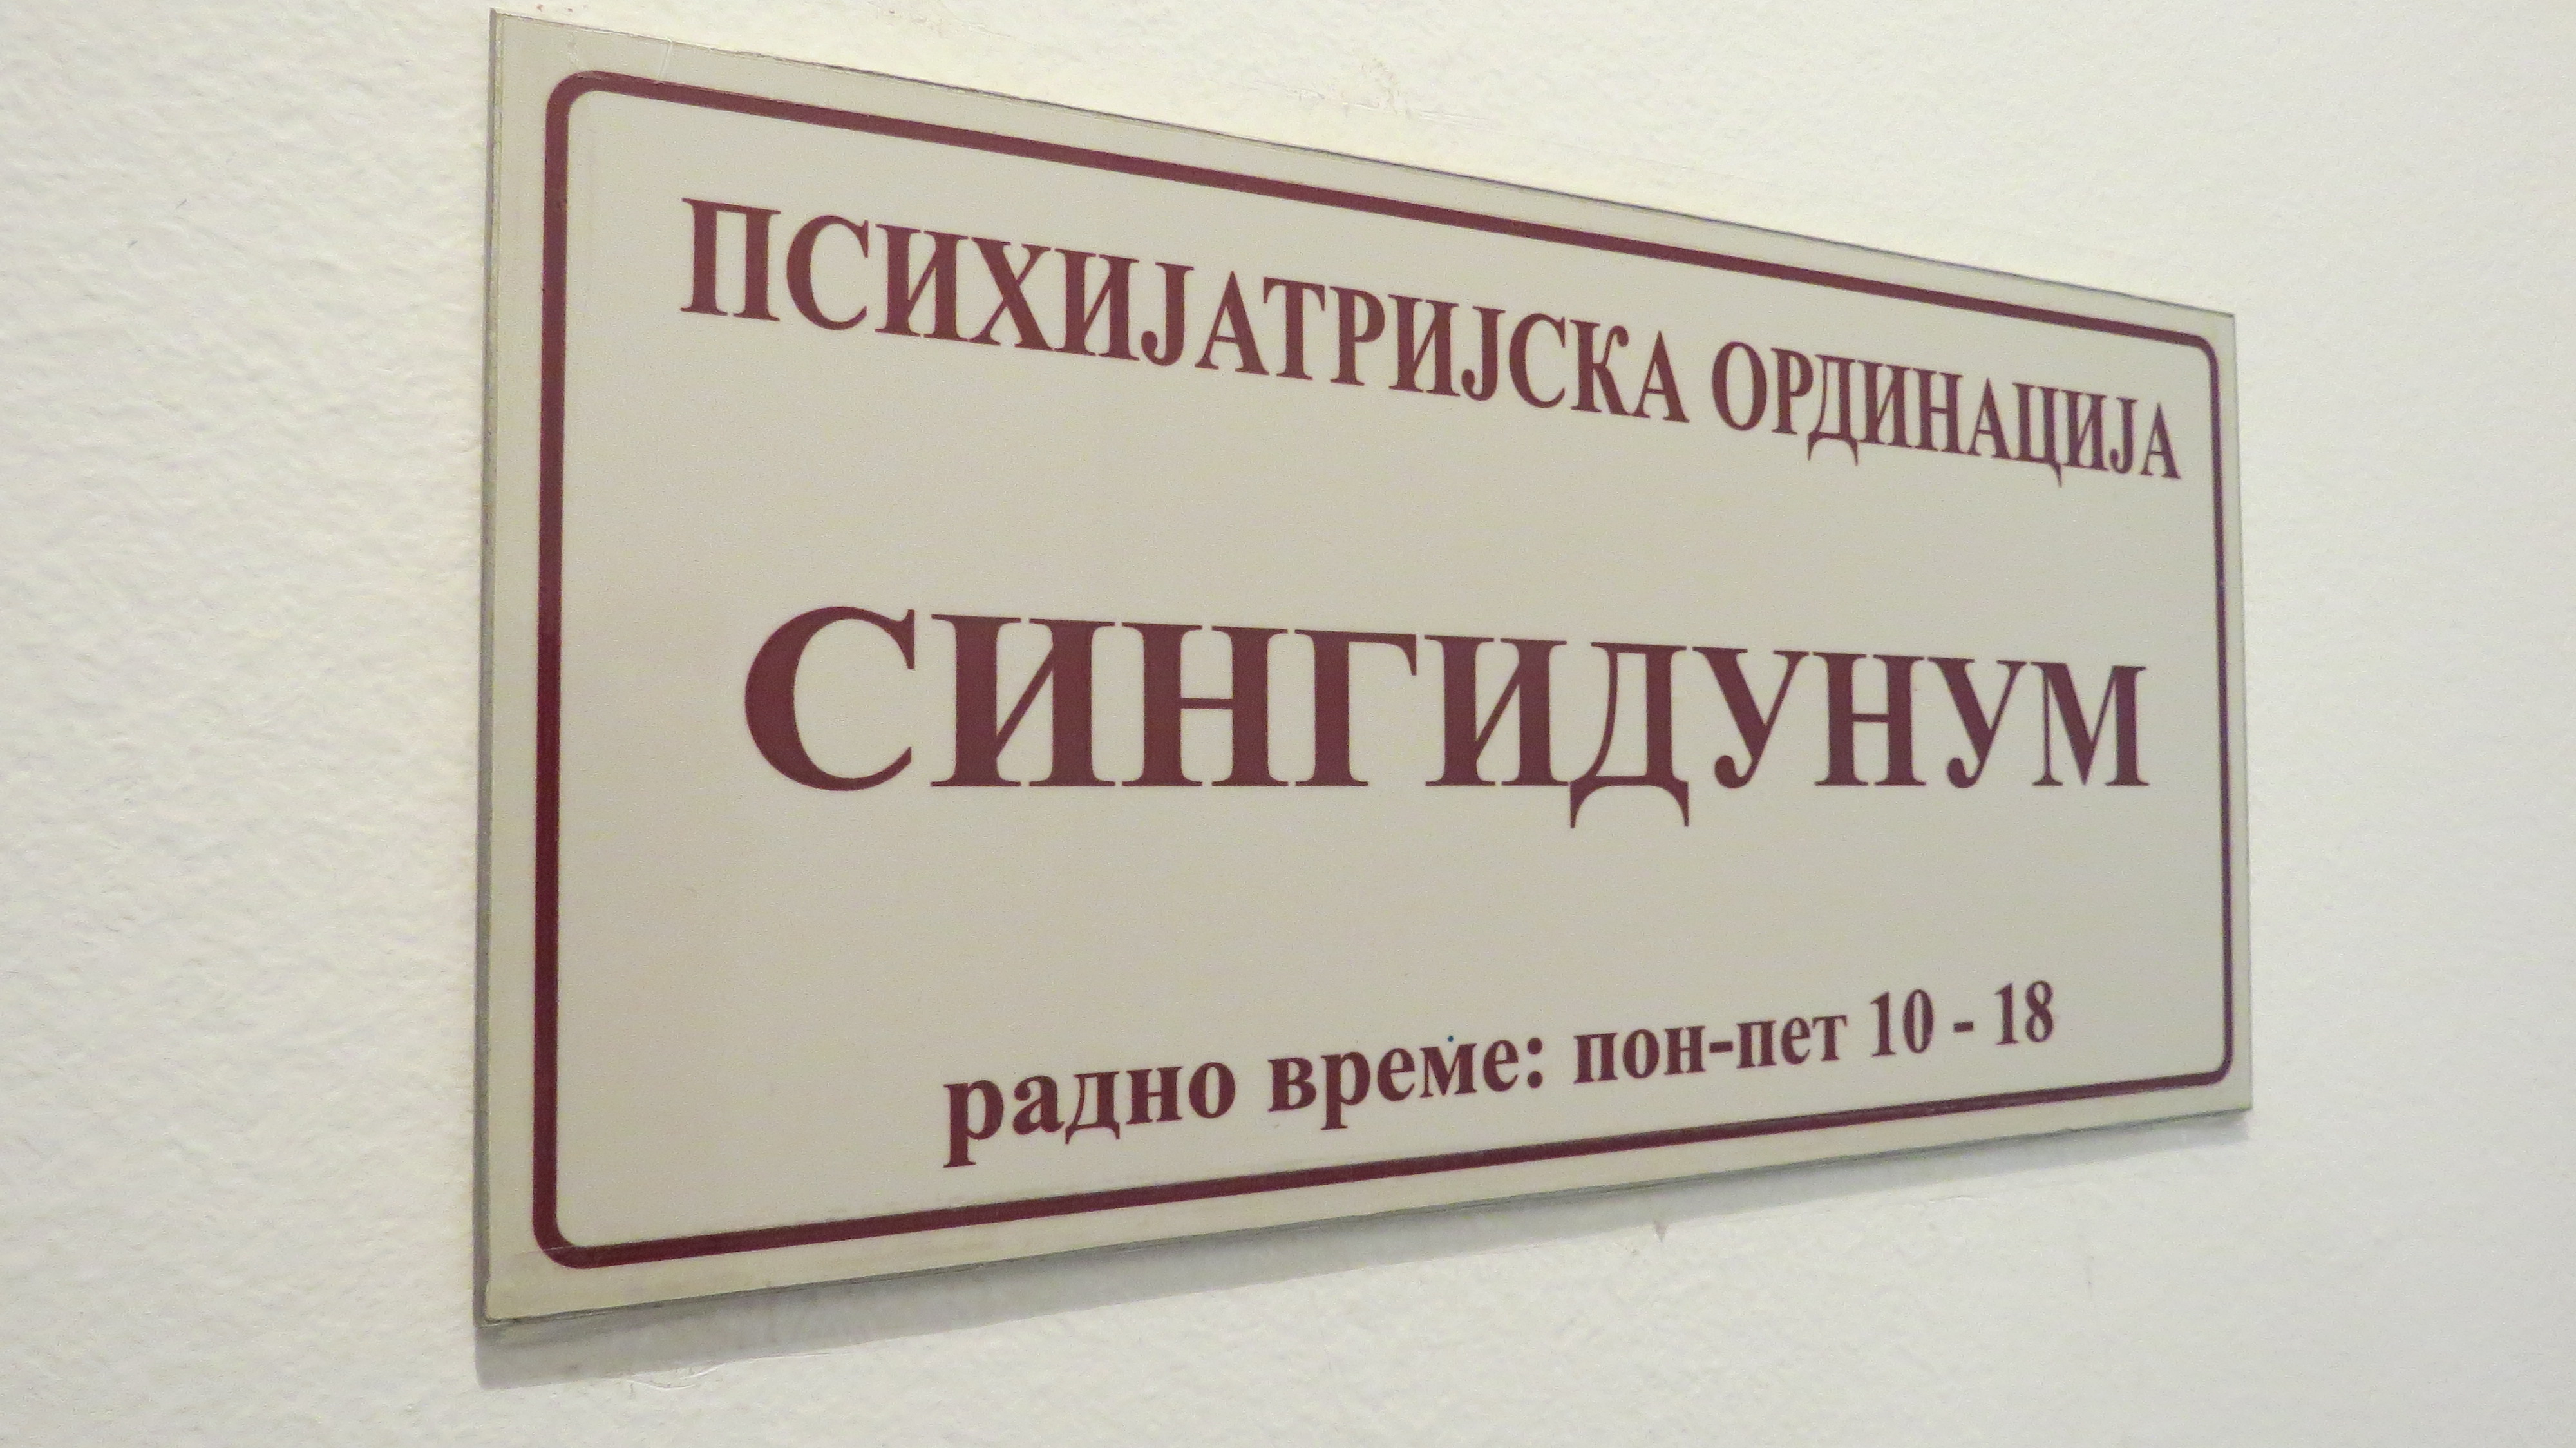 ПСИХИЈАТРИЈСКА ОРДИНАЦИЈА
СИНГИДУНУМ
радно време: пон-пет 10 - 18